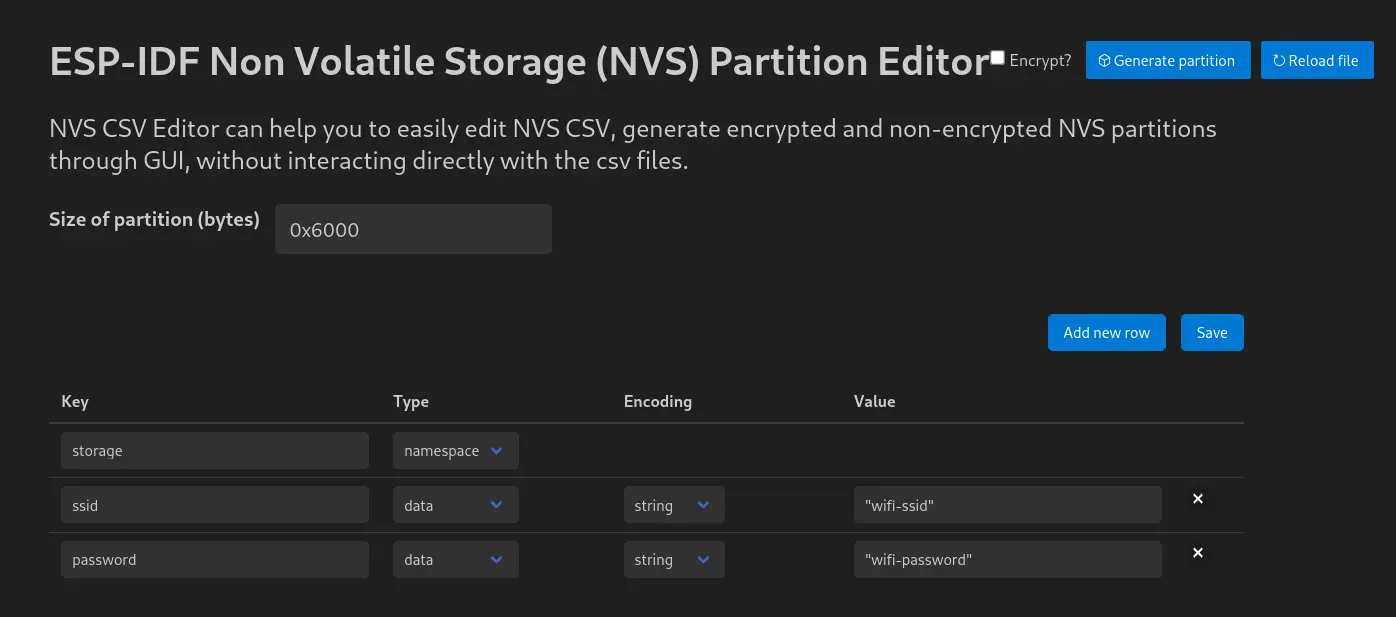 ESP-IDF Non Volatile Storage (NVS) Partition Editor Encrypt? Generate partition Reload file
NVS CSV Editor can help you to easily edit NVS CSV, generate encrypted and non-encrypted NVS partitions
through GUI, without interacting directly with the csv files.
Size of partition (bytes) 0x6000
Add new row Save
Key Type Encoding Value
storage namespace
ssid data string "wifi-ssid"
password data string "wifi-password"